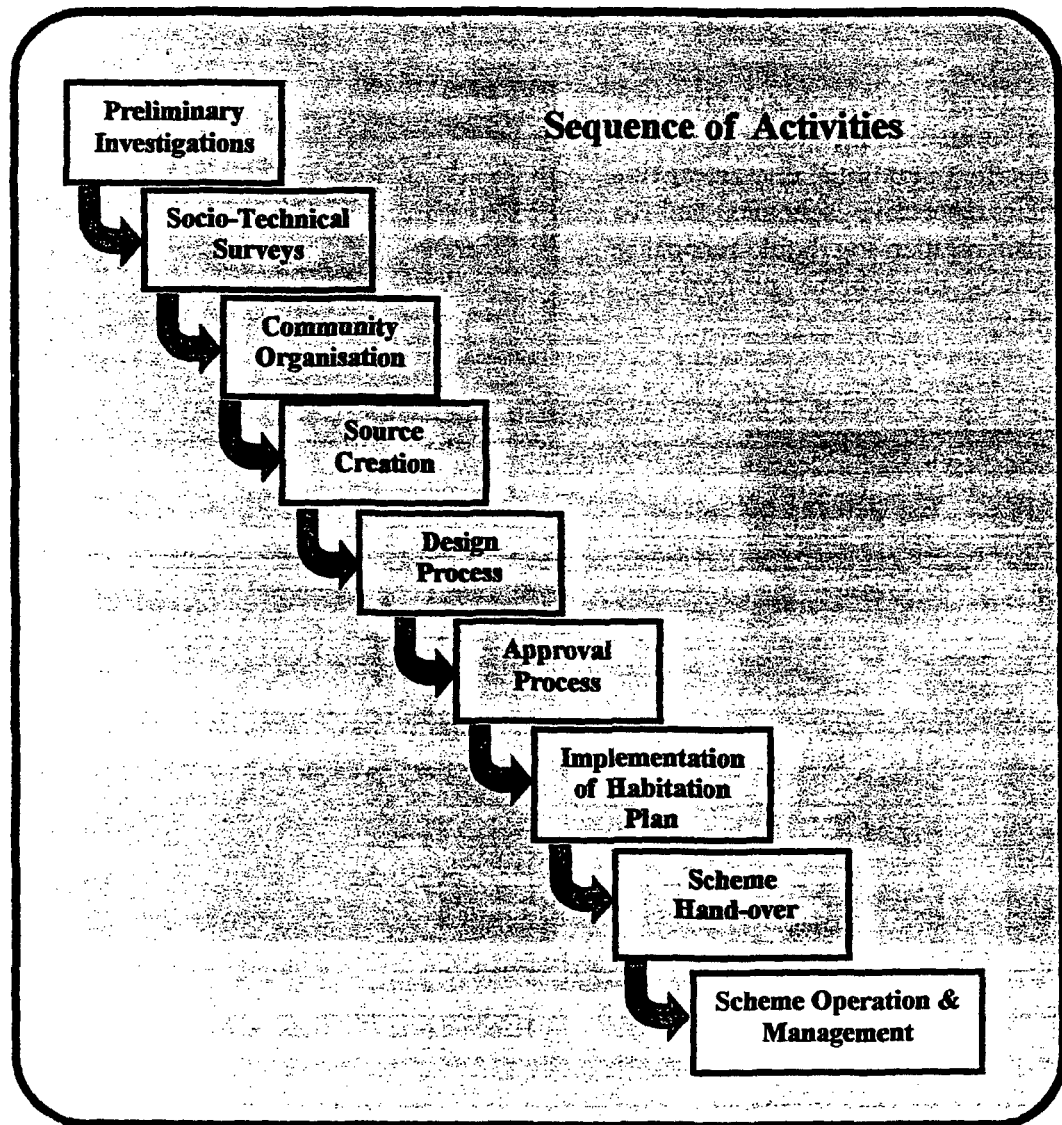 Preliminary
Investigations
Sequence of Activities
Socio-Technical
Surveys
Community
Organisation
Source
Creation
Design
Process
Approval
Process
Implementation
of Habitation
Plan
Scheme
Hand-over
Scheme Operation &
Management